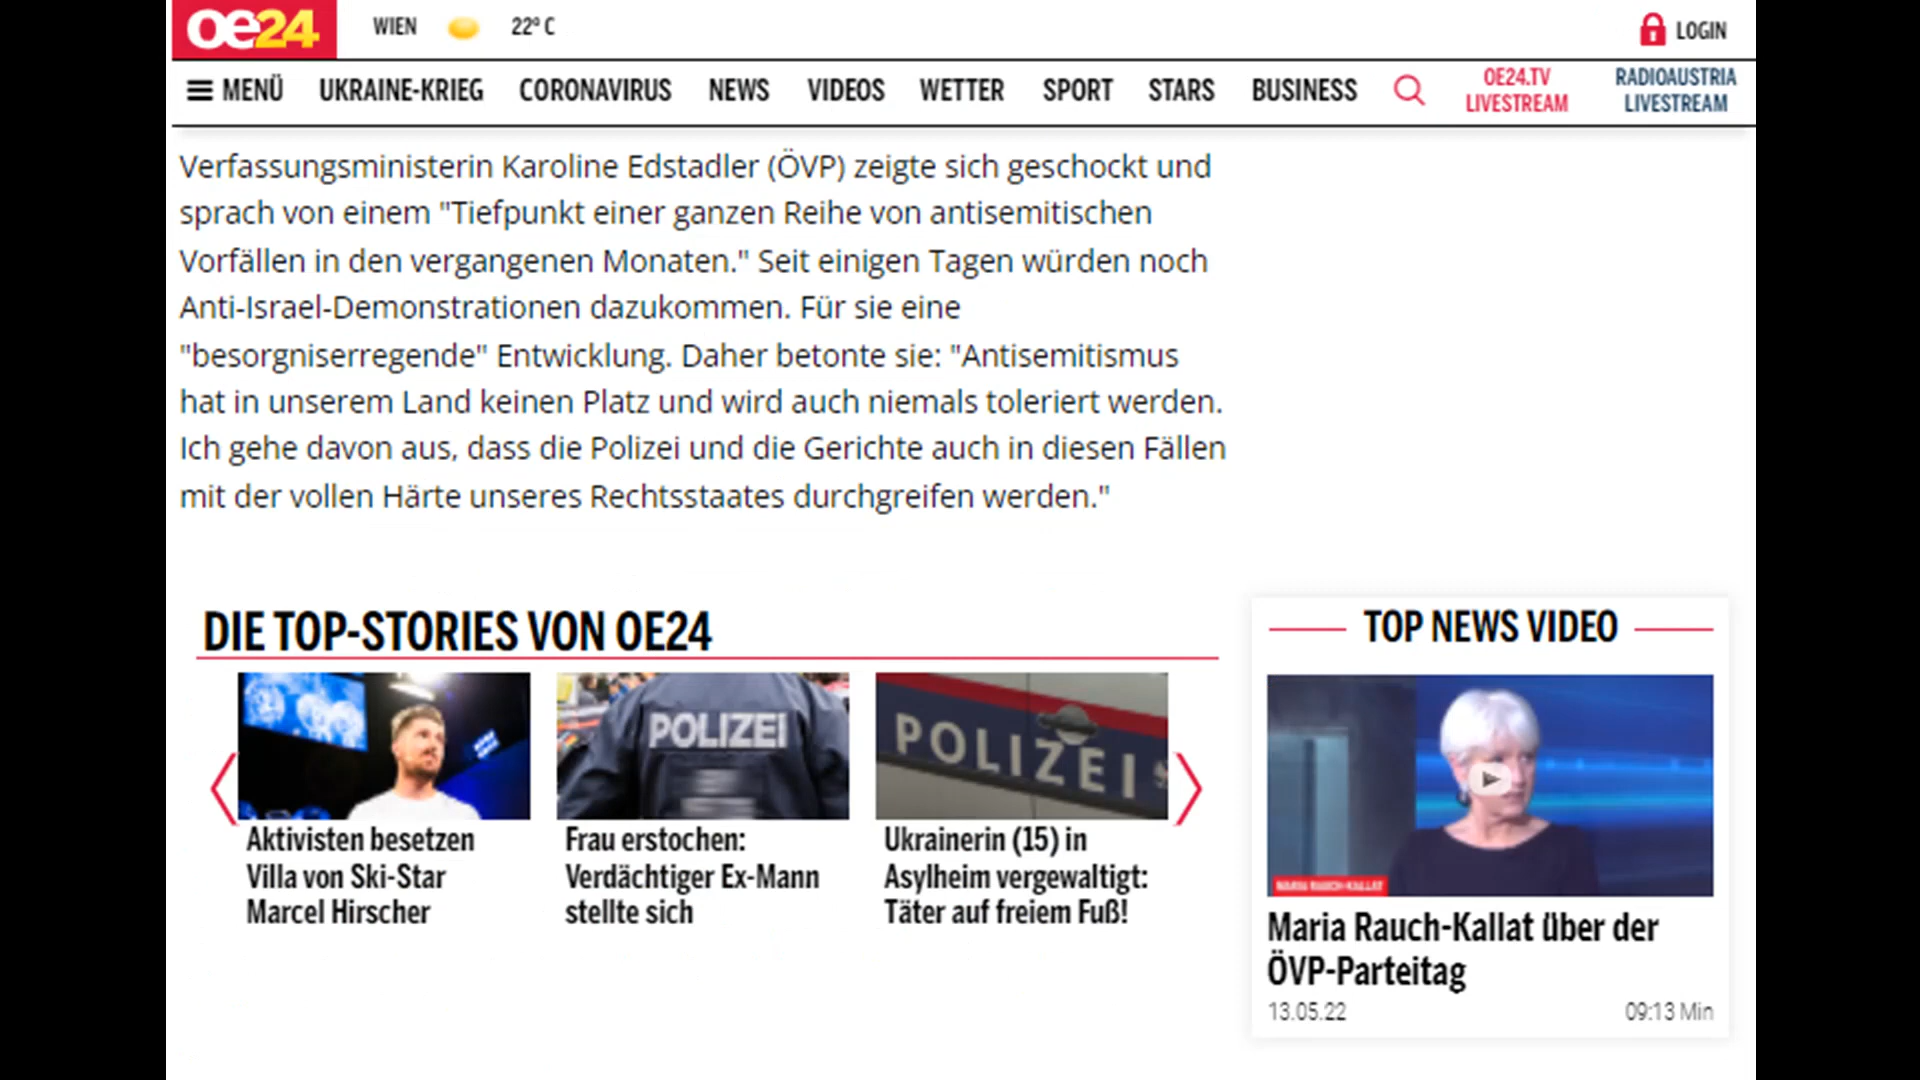 oe24
WIEN
22° C
LOGIN
MENÜ
UKRAINE-KRIEG
CORONAVIRUS
NEWS
VIDEOS
WETTER
SPORT
STARS
BUSINESS
OE24.TV
LIVESTREAM
RADIOAUSTRIA
LIVESTREAM
Verfassungsministerin Karoline Edstadler (ÖVP) zeigte sich geschockt und
sprach von einem "Tiefpunkt einer ganzen Reihe von antisemitischen
Vorfällen in den vergangenen Monaten." Seit einigen Tagen würden noch
Anti-Israel-Demonstrationen dazukommen. Für sie eine
"besorgniserregende" Entwicklung. Daher betonte sie: "Antisemitismus
hat in unserem Land keinen Platz und wird auch niemals toleriert werden.
Ich gehe davon aus, dass die Polizei und die Gerichte auch in diesen Fällen
mit der vollen Härte unseres Rechtsstaates durchgreifen werden."
DIE TOP-STORIES VON OE24
Aktivisten besetzen
Villa von Ski-Star
Marcel Hirscher
POLIZEI
Frau erstochen:
Verdächtiger Ex-Mann
stellte sich
POLIZEI
Ukrainerin (15) in
Asylheim vergewaltigt:
Täter auf freiem Fuß!
TOP NEWS VIDEO
MARIA RAUCH-KALLAT
Maria Rauch-Kallat über der
ÖVP-Parteitag
13.05.22
09:13 Min